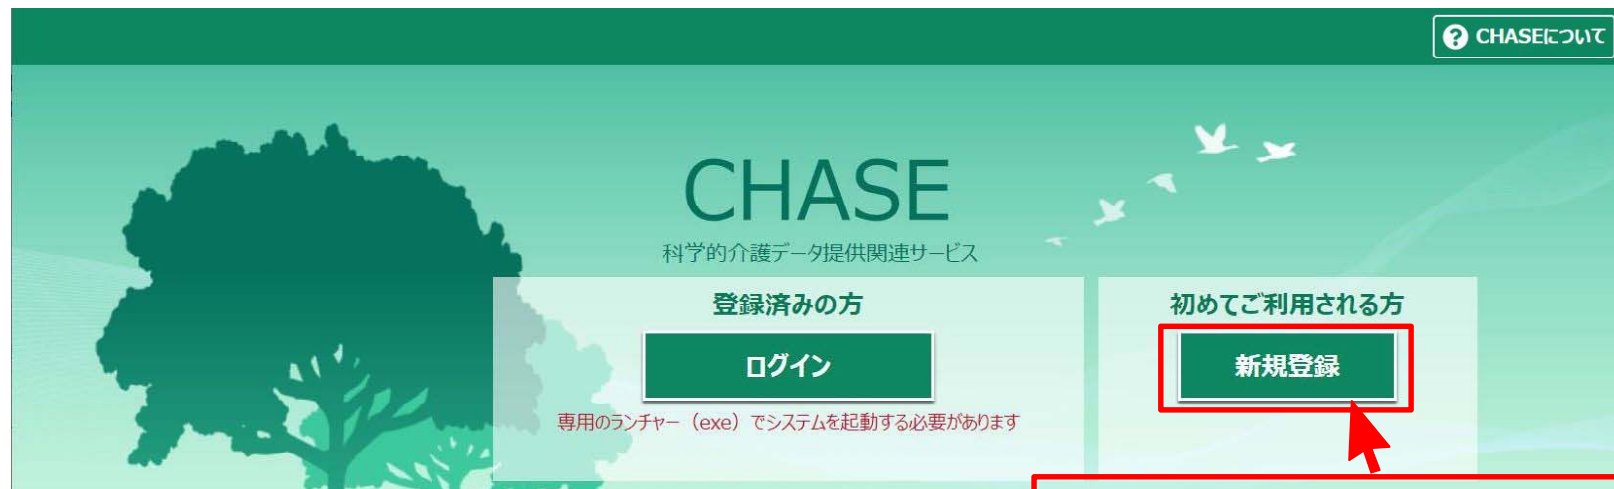 CHASEについて
CHASE
科学的介護データ提供関連サービス
登録済みの方
ログイン
専用のランチャー（exe）でシステムを起動する必要があります
初めてご利用される方
新規登録